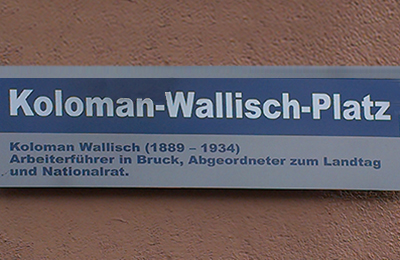 Koloman-Wallisch-Platz
Koloman Wallisch (1889 – 1934)
Arbeiterführer in Bruck, Abgeordneter zum Landtag
und Nationalrat.